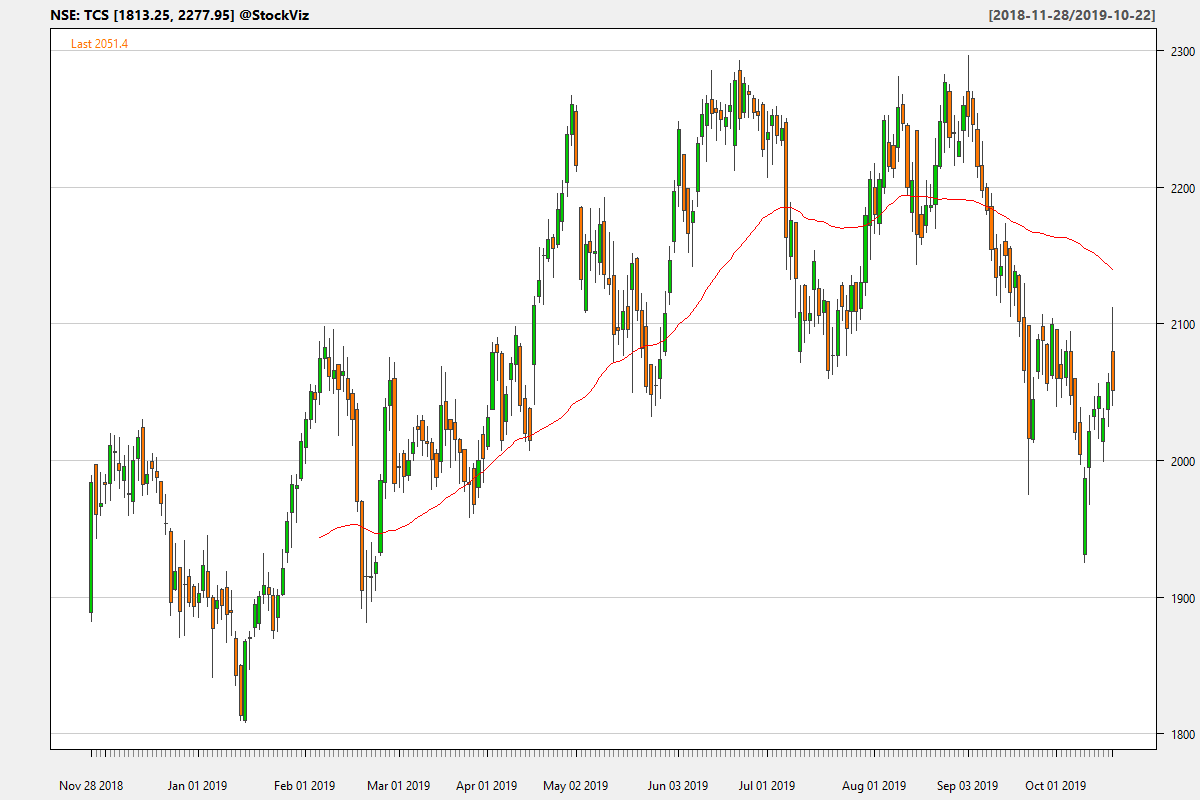 NSE: TCS [1813.25, 2277.95] @StockViz
[2018-11-28/2019-10-22]
Last 2051.4
2300
2200
2100
2000
1900
1800
Nov 28 2018 Jan 01 2019 Feb 01 2019 Mar 01 2019 Apr 01 2019 May 02 2019 Jun 03 2019 Jul 01 2019 Aug 01 2019 Sep 03 2019 Oct 01 2019